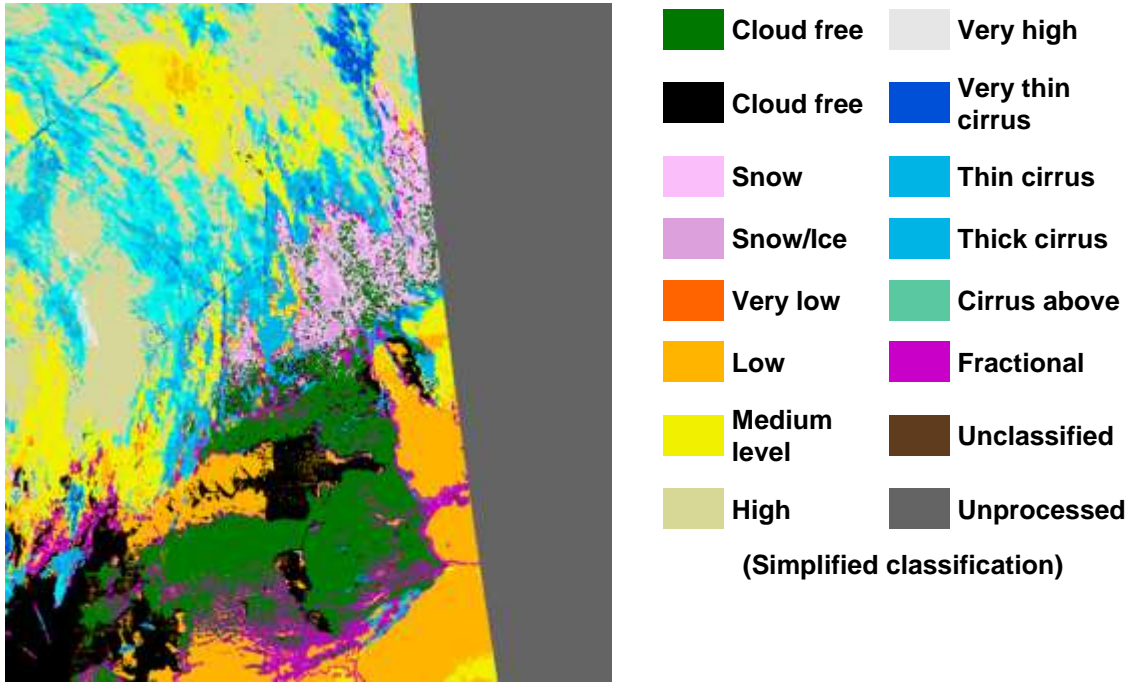 Cloud free
Very high
Cloud free
Very thin
cirrus
Snow
Thin cirrus
Snow/Ice
Thick cirrus
Very low
Cirrus above
Low
Fractional
Medium
level
Unclassified
High
Unprocessed
(Simplified classification)